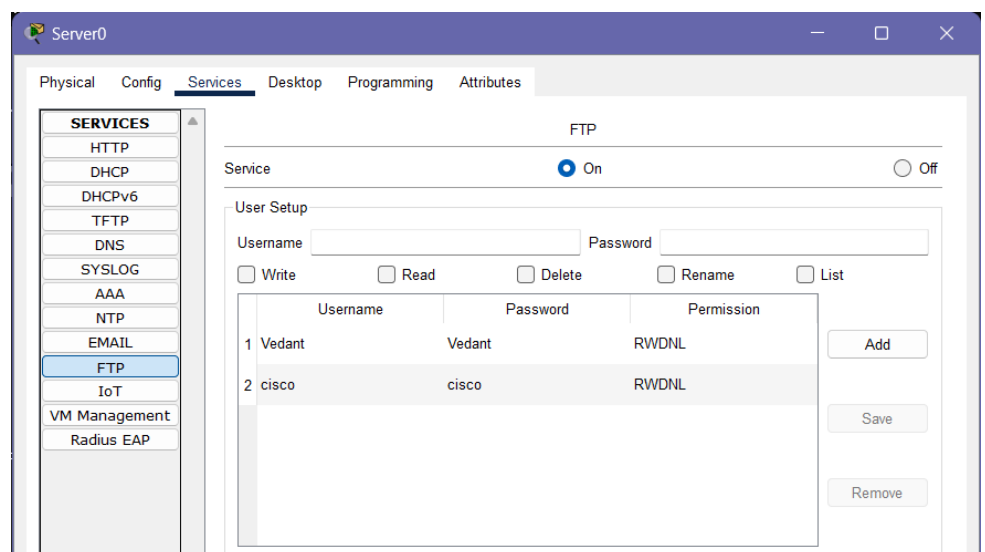 Server0
Physical Config Services Desktop Programming Attributes
SERVICES
HTTP
DHCP
DHCPv6
TFTP
DNS
SYSLOG
AAA
NTP
EMAIL
FTP
IoT
VM Management
Radius EAP
FTP
Service On Off
User Setup
Username Password
Write Read Delete Rename List
Username Password Permission
1 Vedant Vedant RWDNL
2 cisco cisco RWDNL
Add
Save
Remove